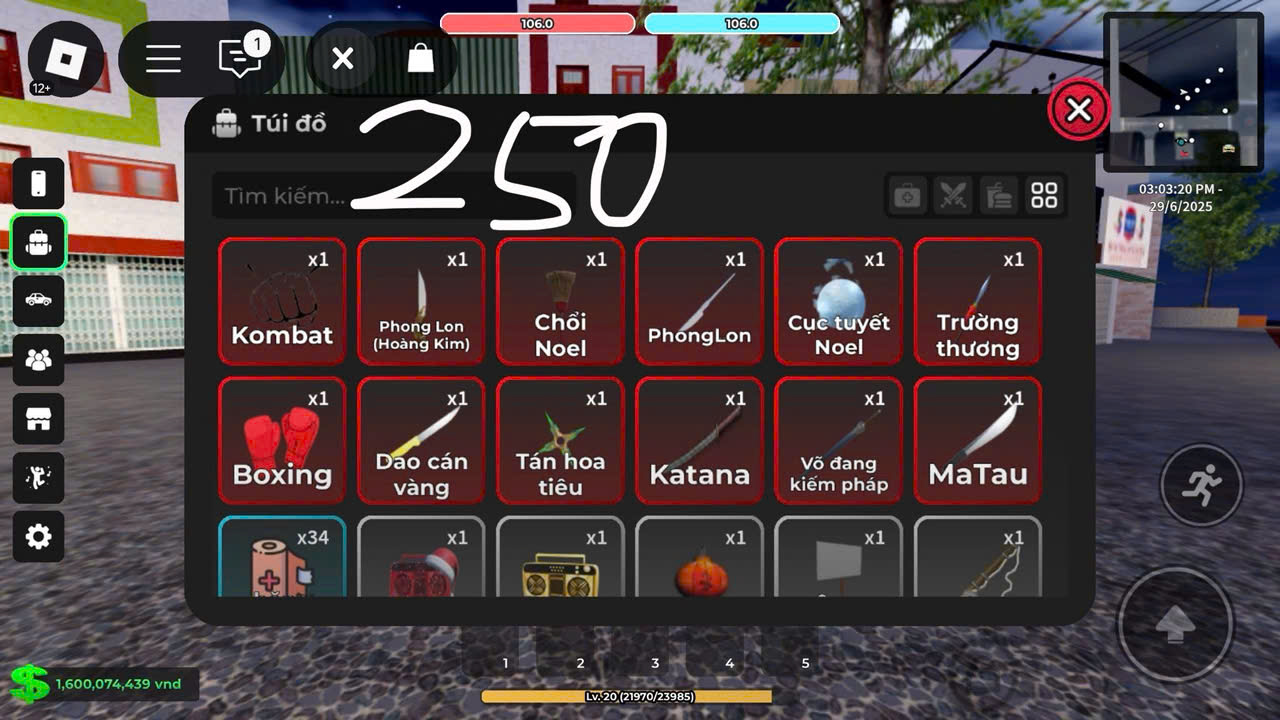 106.0 106.0
1
12+
Túi đồ
250
Tìm kiếm...
03:03:20 PM -
29/6/2025
x1 x1 x1 x1 x1 x1
Kombat
Phong Lon
(Hoàng Kim)
Chổi
Noel
PhongLon
Cục tuyết
Noel
Trường
thương
x1 x1 x1 x1 x1 x1
Boxing
Dao cán
vàng
Tán hoa
tiêu
Katana
Võ đang
kiếm pháp
MaTau
x34 x1 x1 x1 x1 x1
1 2 3 4 5
1,600,074,439 vnd
Lv. 20 (21970/23985)